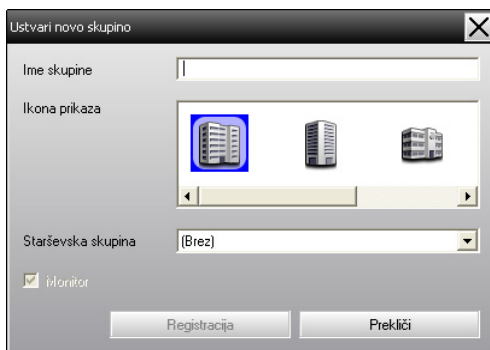 Ustvari novo skupino
Ime skupine
Ikona prikaza
Starševska skupina (Brez)
Monitor
Registracija Prekliči